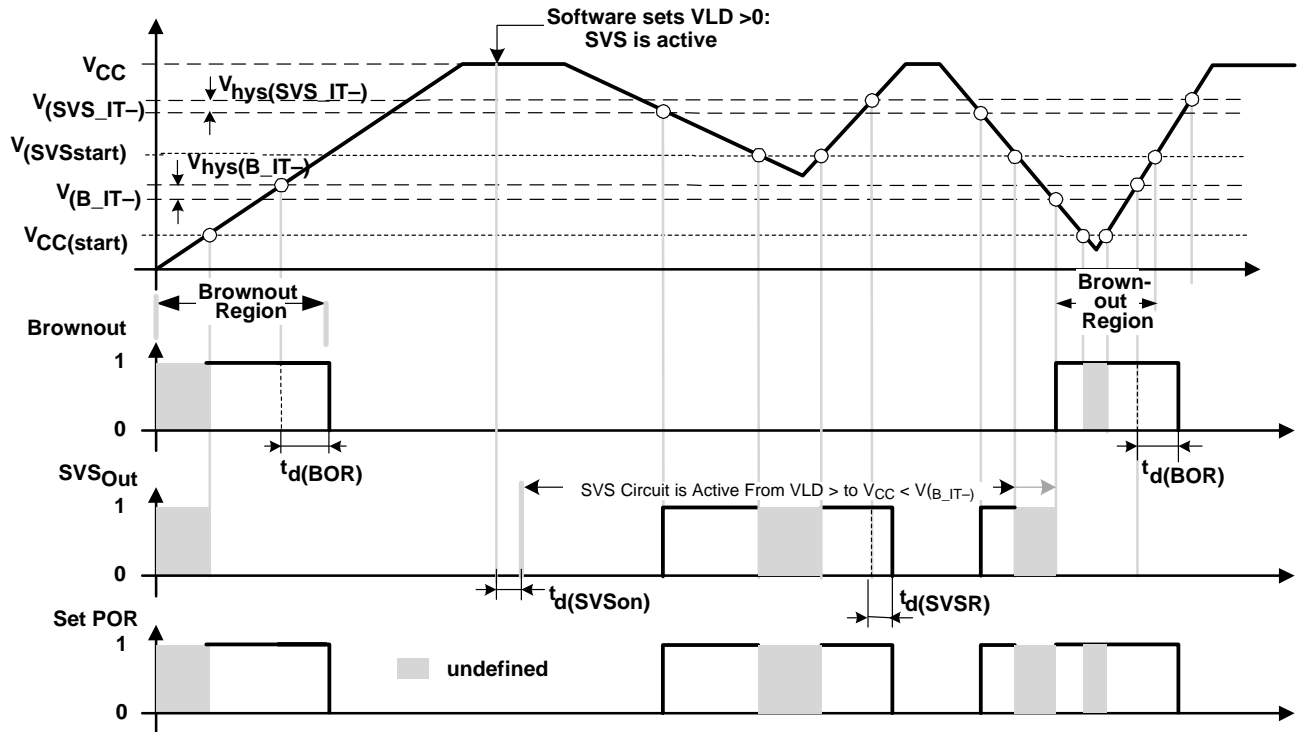 Software sets VLD >0:
SVS is active
VCC
Vhys(SVS_IT–)
V(SVS_IT–)
V(SVSstart)
Vhys(B_IT–)
V(B_IT–)
VCC(start)
Brownout
Region
Brown-
out
Region
Brownout
1
0
td(BOR)
td(BOR)
SVSOut
SVS Circuit is Active From VLD > to VCC < V(B_IT–)
1
0
td(SVSon)
td(SVSR)
Set POR
1
undefined
0